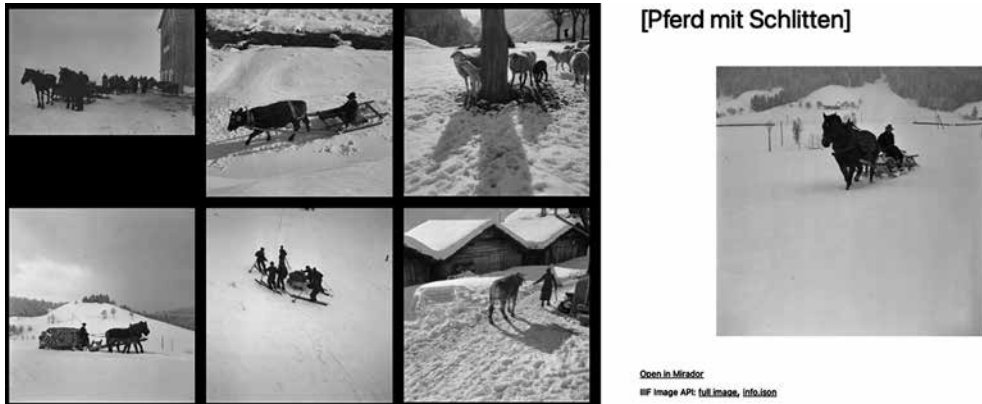 [Pferd mit Schlitten]
Open in Mirador
IIIF Image API: full image, info.json